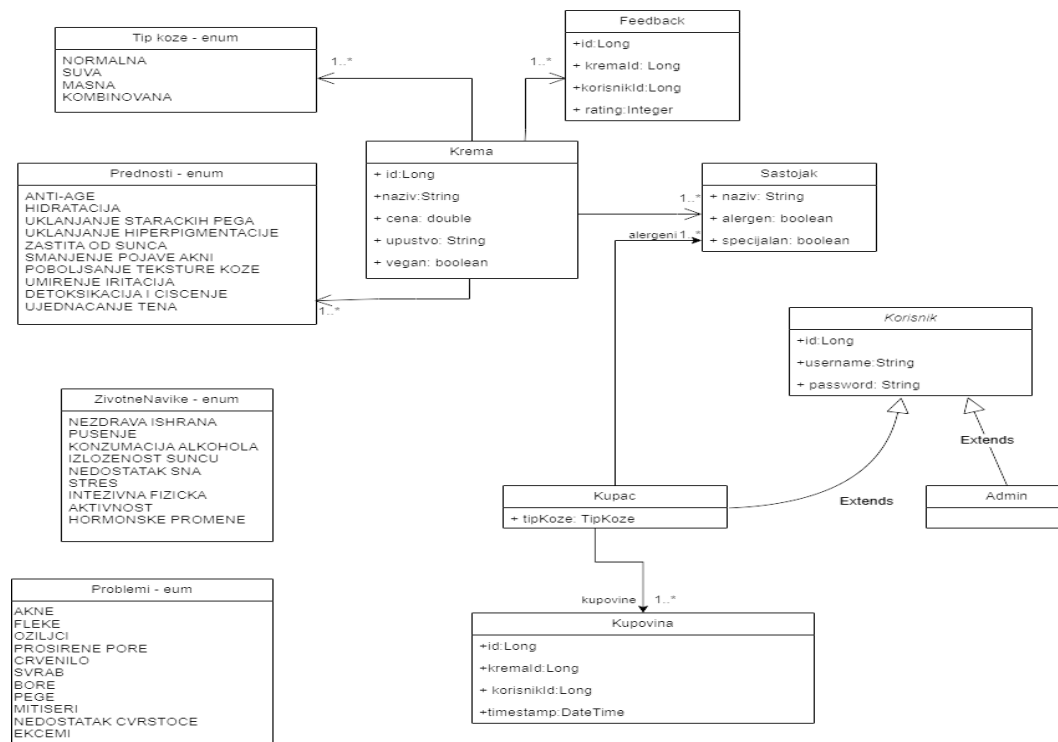 Tip koze - enum
NORMALNA
SUVA
MASNA
KOMBINOVANA
1..*
Feedback
+id:Long
+ kremaId: Long
+korisnikId:Long
+ rating:Integer
1..*
Krema
+ id:Long
+naziv:String
+ cena: double
+ upustvo: String
+ vegan: boolean
Prednosti - enum
ANTI-AGE
HIDRATACIJA
UKLANJANJE STARACKIH PEGA
UKLANJANJE HIPERPIGMENTACIJE
ZASTITA OD SUNCA
SMANJENJE POJAVE AKNI
POBOLJSANJE TEKSTURE KOZE
UMIRENJE IRITACIJA
DETOKSIKACIJA I CISCENJE
UJEDNACANJE TENA
1..*
Sastojak
+ naziv: String
+ alergen: boolean
+ specijalan: boolean
1..*
alergeni 1..*
Korisnik
+id:Long
+username:String
+ password: String
ZivotneNavike - enum
NEZDRAVA ISHRANA
PUSENJE
KONZUMACIJA ALKOHOLA
IZLOZENOST SUNCU
NEDOSTATAK SNA
STRES
INTEZIVNA FIZICKA
AKTIVNOST
HORMONSKE PROMENE
Extends
Extends
Kupac
+ tipKoze: TipKoze
Admin
Problemi - eum
AKNE
FLEKE
OZILJCI
PROSIRENE PORE
CRVENILO
SVRAB
BORE
PEGE
MITISERI
NEDOSTATAK CVRSTOCE
EKCEMI
kupovine 1..*
Kupovina
+id:Long
+kremaId:Long
+ korisnikId:Long
+timestamp:DateTime